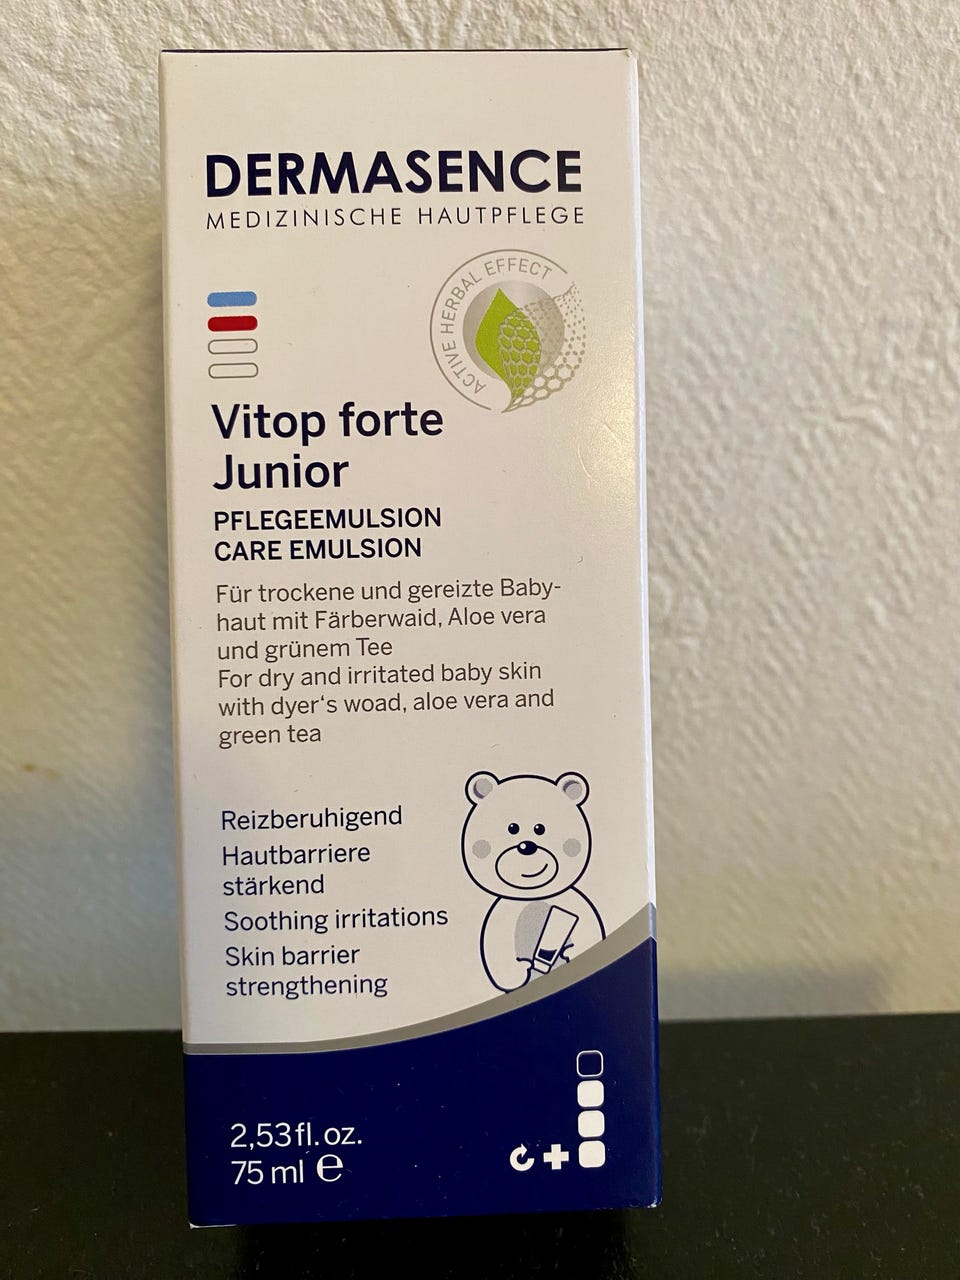 DERMASENCE
MEDIZINISCHE HAUTPFLEGE
ACTIVE HERBAL EFFECT
Vitop forte
Junior
PFLEGEEMULSION
CARE EMULSION
Für trockene und gereizte Baby-
haut mit Färberwaid, Aloe vera
und grünem Tee
For dry and irritated baby skin
with dyer‘s woad, aloe vera and
green tea
Reizberuhigend
Hautbarriere
stärkend
Soothing irritations
Skin barrier
strengthening
2,53 fl. oz.
75 ml ℮